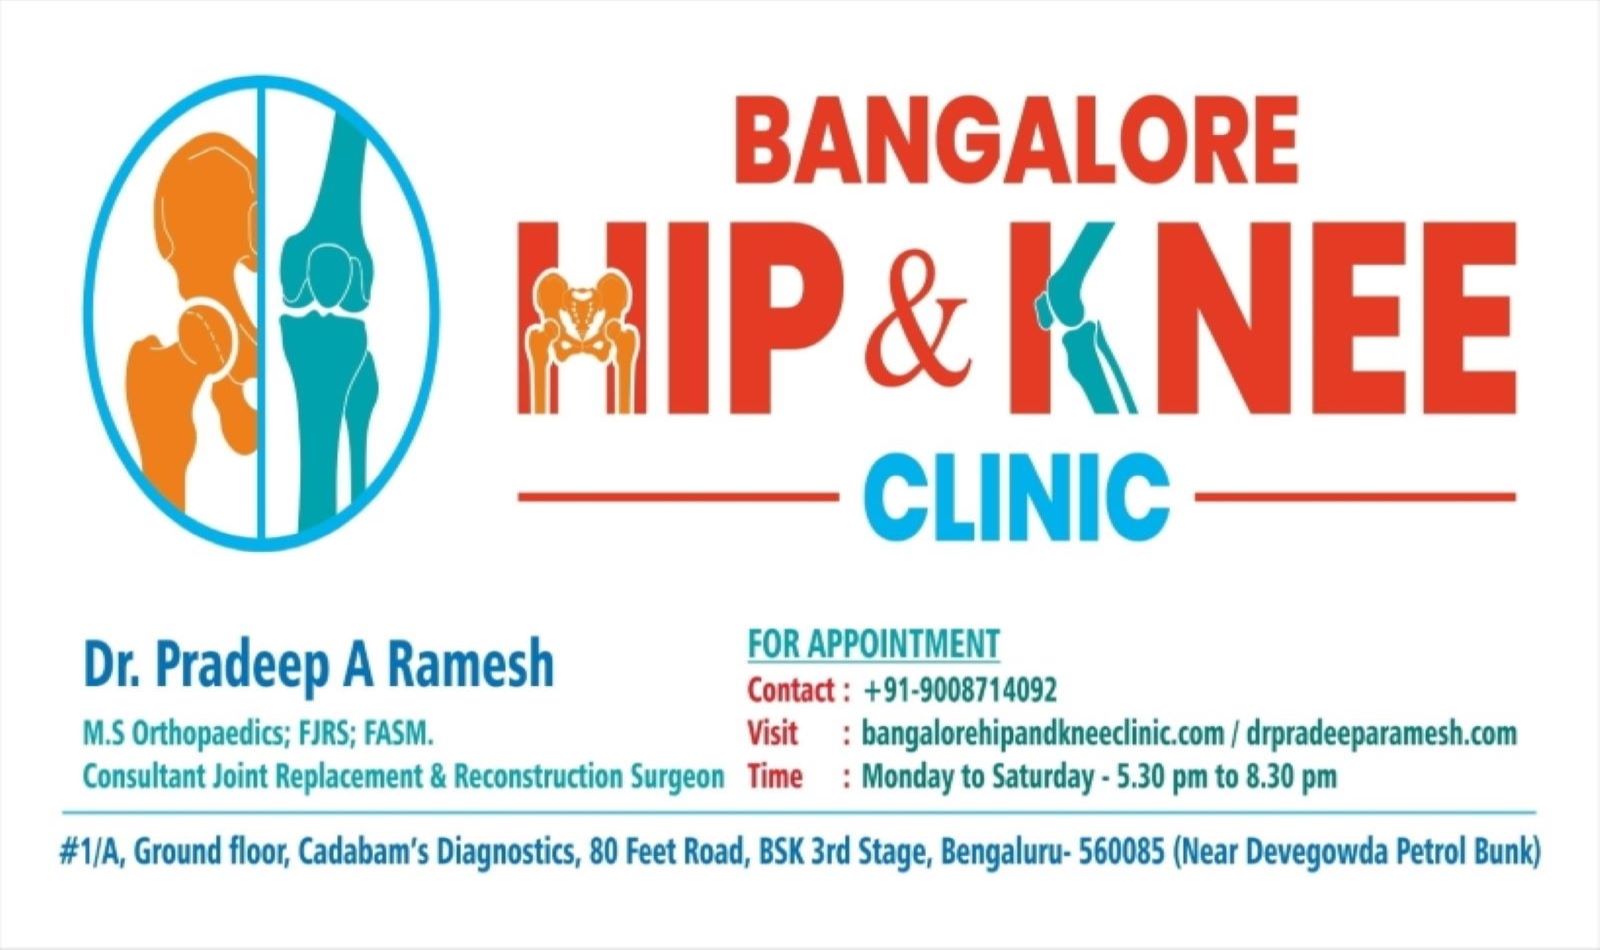 BANGALORE
HIP & KNEE
CLINIC
Dr. Pradeep A Ramesh
M.S Orthopaedics; FJRS; FASM.
Consultant Joint Replacement & Reconstruction Surgeon
FOR APPOINTMENT
Contact : +91-9008714092
Visit : bangalorehipandkneeclinic.com / drpradeeparamesh.com
Time : Monday to Saturday - 5.30 pm to 8.30 pm
#1/A, Ground floor, Cadabam’s Diagnostics, 80 Feet Road, BSK 3rd Stage, Bengaluru- 560085 (Near Devegowda Petrol Bunk)